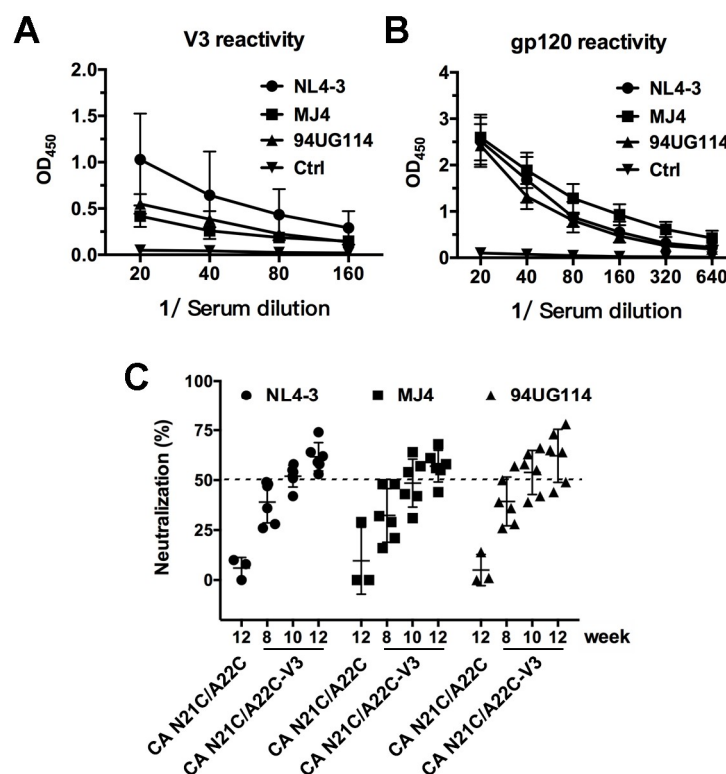 A
V3 reactivity
2.0
1.5
1.0
0.5
0.0
OD450
NL4-3
MJ4
94UG114
Ctrl
20 40 80 160
1/ Serum dilution
B
gp120 reactivity
4
3
2
1
0
OD450
NL4-3
MJ4
94UG114
Ctrl
20 40 80 160 320 640
1/ Serum dilution
C
NL4-3 MJ4 94UG114
100
75
50
25
0
Neutralization (%)
12 8 10 12 12 8 10 12 12 8 10 12 week
CA N21C/A22C
CA N21C/A22C-V3
CA N21C/A22C
CA N21C/A22C-V3
CA N21C/A22C
CA N21C/A22C-V3